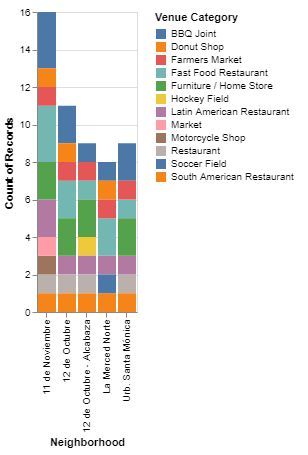 16
14
12
10
8
6
4
2
0
Count of Records
11 de Noviembre
12 de Octubre
12 de Octubre - Alcabaza
La Merced Norte
Urb. Santa Mónica
Neighborhood
Venue Category
BBQ Joint
Donut Shop
Farmers Market
Fast Food Restaurant
Furniture / Home Store
Hockey Field
Latin American Restaurant
Market
Motorcycle Shop
Restaurant
Soccer Field
South American Restaurant